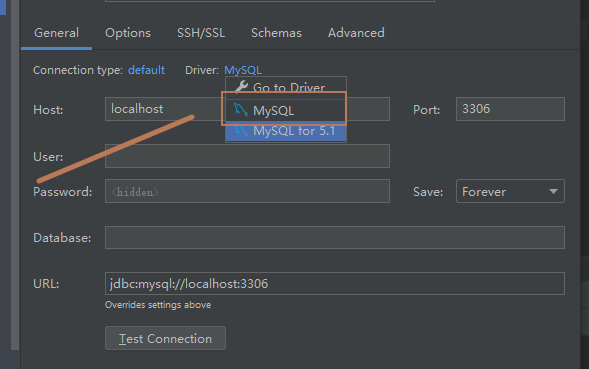 General Options SSH/SSL Schemas Advanced
Connection type: default Driver: MySQL
Go to Driver
Host: localhost MySQL Port: 3306
MySQL for 5.1
User:
Password: <hidden> Save: Forever
Database:
URL: jdbc:mysql://localhost:3306
Overrides settings above
Test Connection